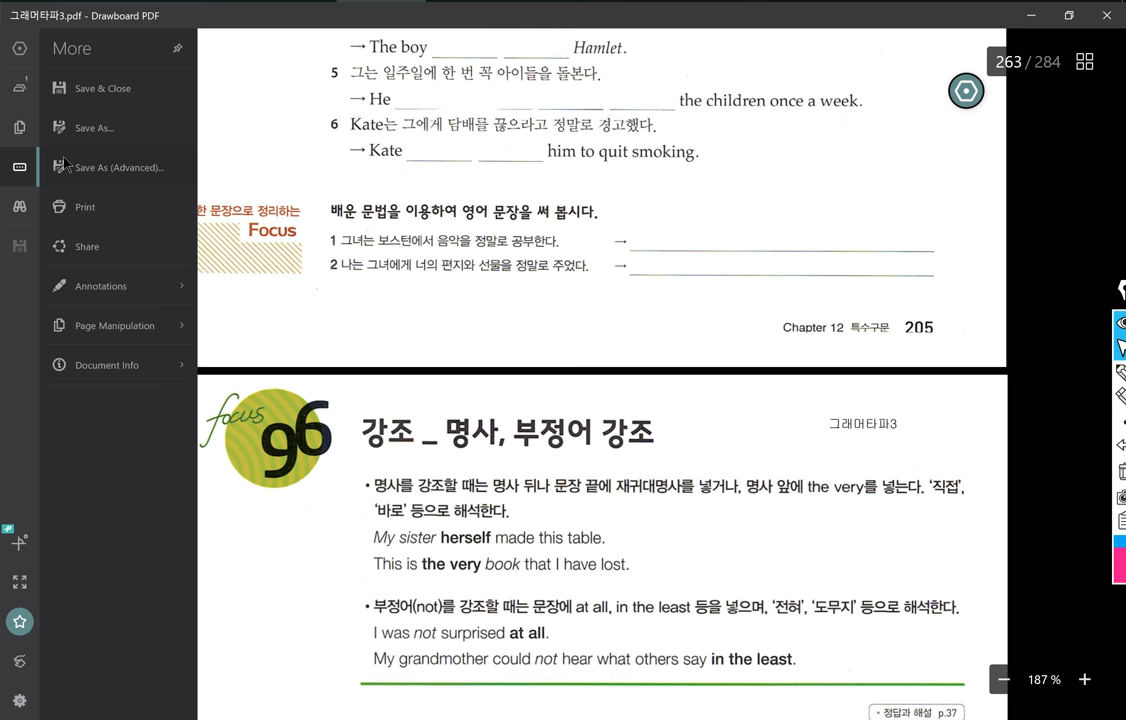 그래머타파3.pdf - Drawboard PDF
More
Save & Close
Save As...
Save As (Advanced)...
Print
Share
Annotations
Page Manipulation
Document Info
1
263 / 284
→ The boy ________ ________ Hamlet.
5 그는 일주일에 한 번 꼭 아이들을 돌본다.
→ He ________ ________ ________ ________ the children once a week.
6 Kate는 그에게 담배를 끊으라고 정말로 경고했다.
→ Kate ________ ________ him to quit smoking.
한 문장으로 정리하는
Focus
배운 문법을 이용하여 영어 문장을 써 봅시다.
1 그녀는 보스턴에서 음악을 정말로 공부한다. → ________
2 나는 그녀에게 너의 편지와 선물을 정말로 주었다. → ________
Chapter 12 특수구문 205
focus 96
강조 _ 명사, 부정어 강조
그래머타파3
• 명사를 강조할 때는 명사 뒤나 문장 끝에 재귀대명사를 넣거나, 명사 앞에 the very를 넣는다. ‘직접’,
‘바로’ 등으로 해석한다.
My sister herself made this table.
This is the very book that I have lost.
• 부정어(not)를 강조할 때는 문장에 at all, in the least 등을 넣으며, ‘전혀’, ‘도무지’ 등으로 해석한다.
I was not surprised at all.
My grandmother could not hear what others say in the least.
• 정답과 해설 p.37
187 %